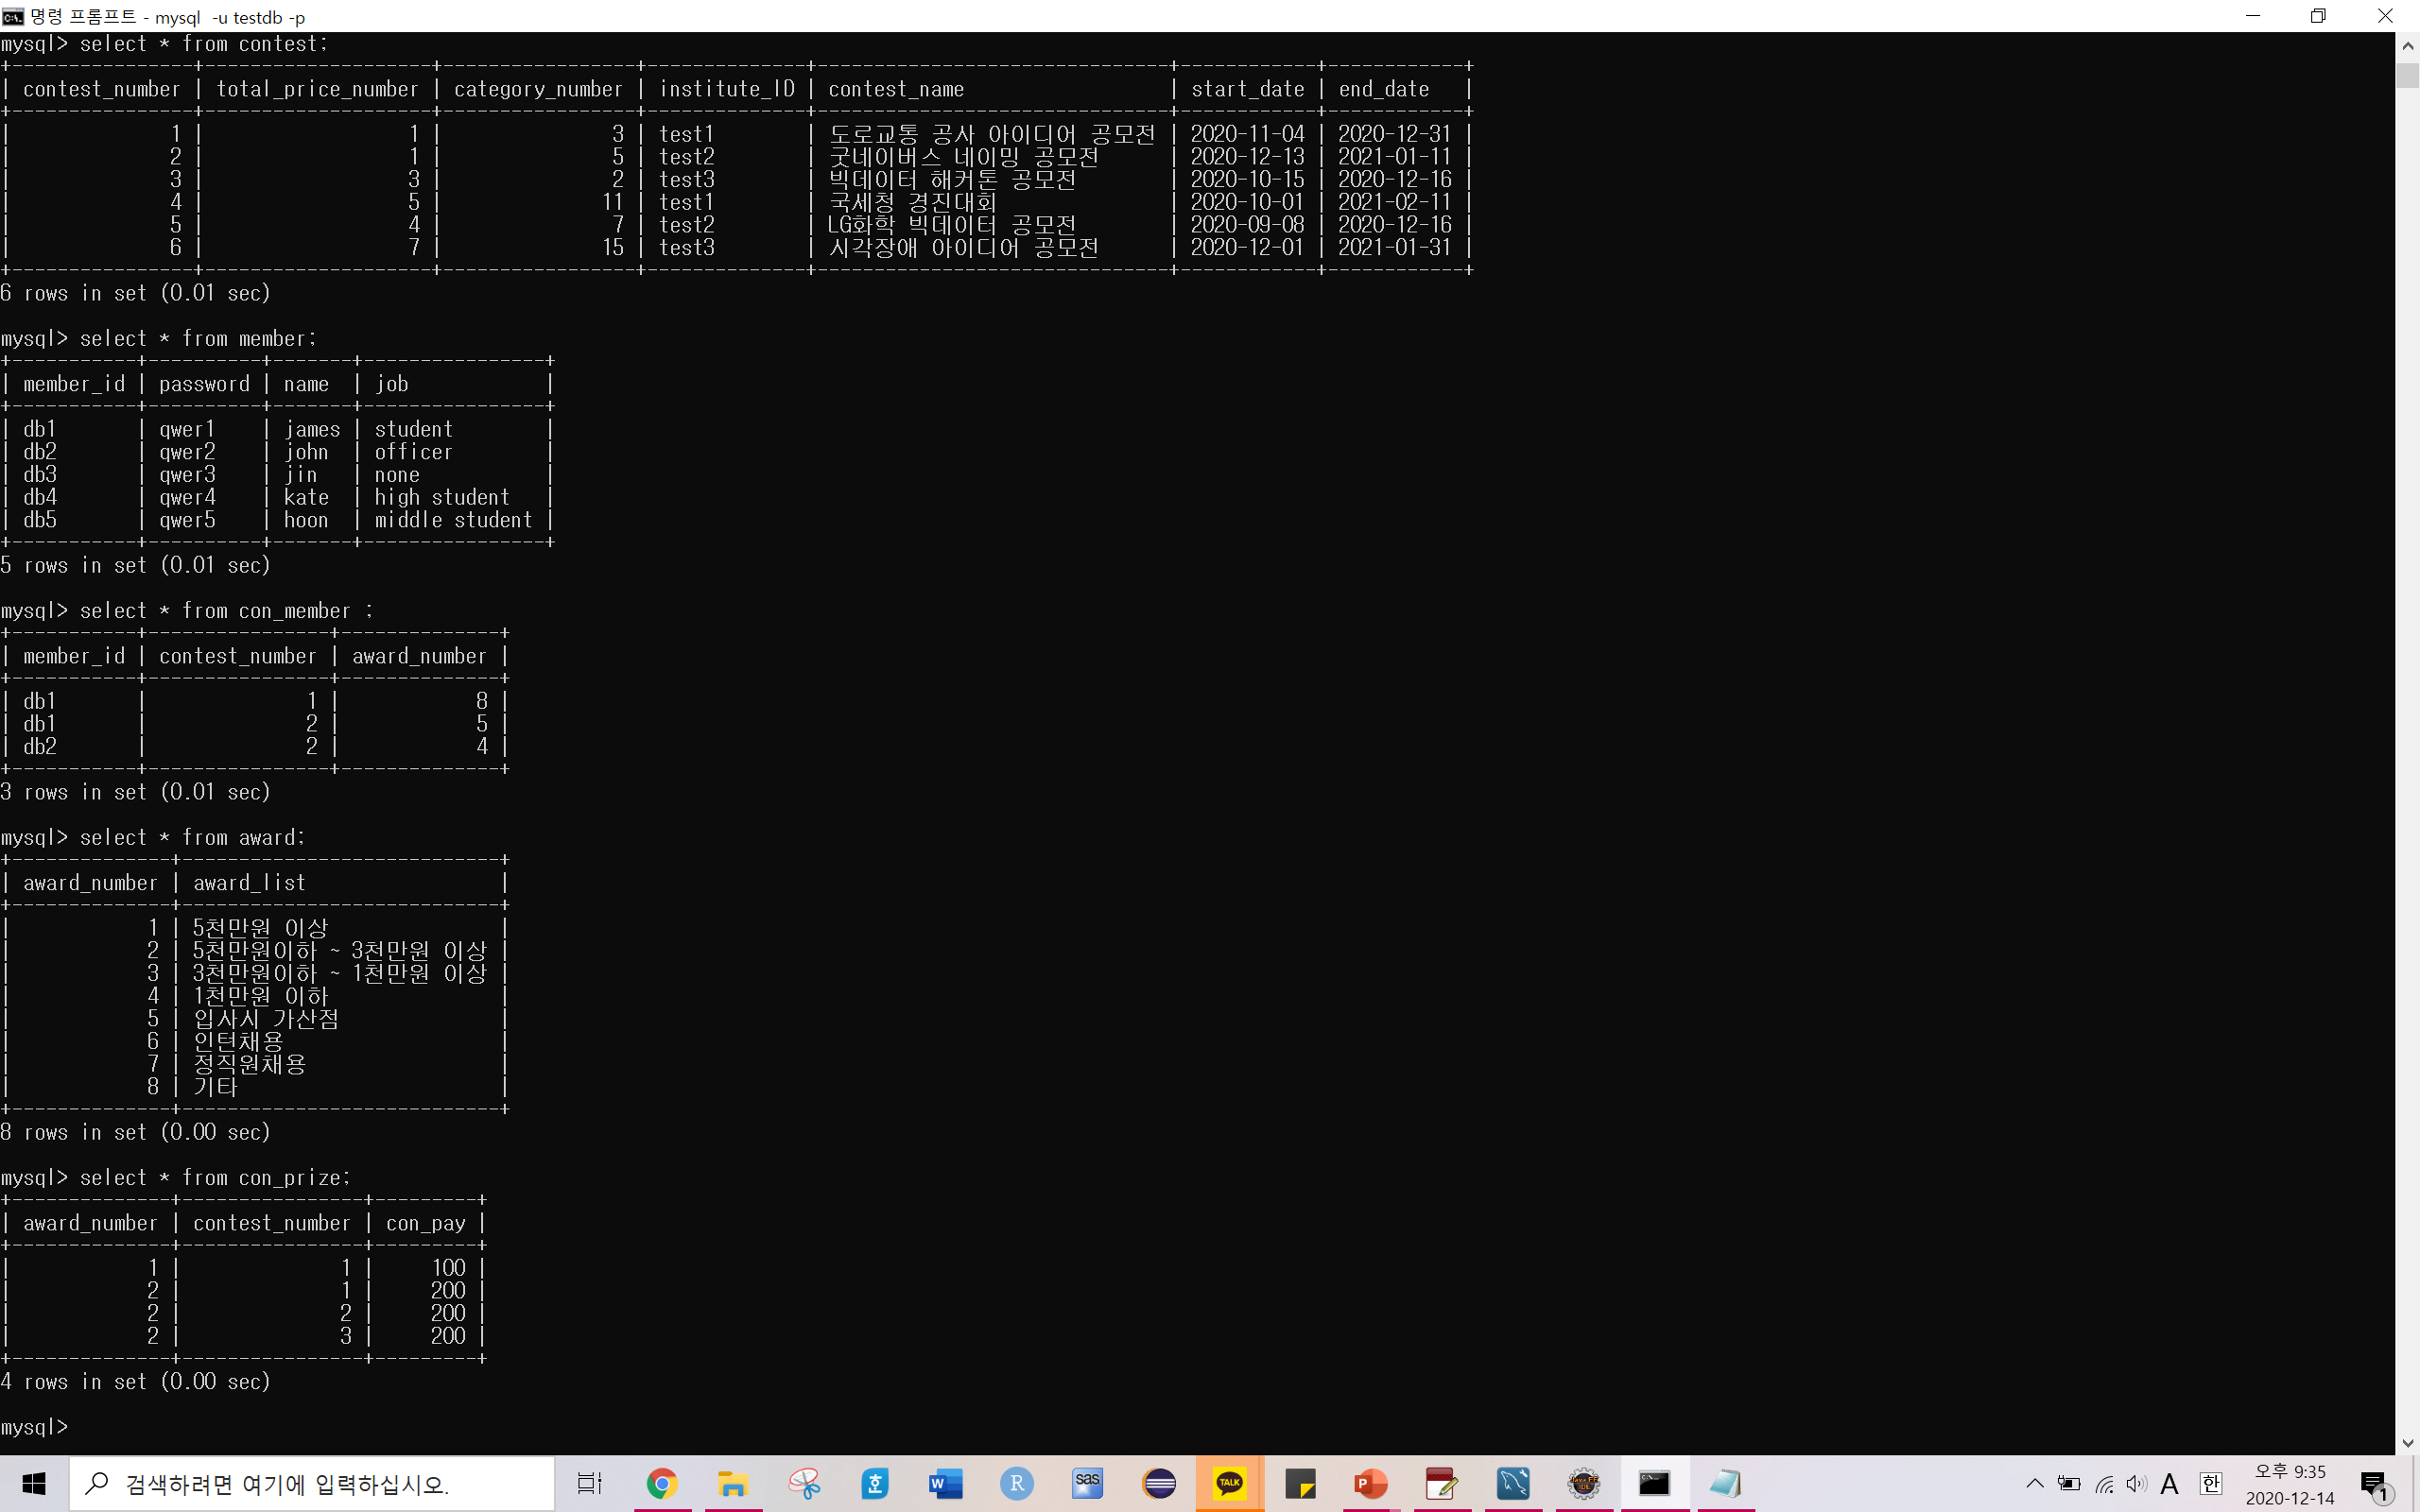 명령 프롬프트 - mysql  -u testdb -p
mysql> select * from contest;
+----------------+---------------------+-----------------+--------------+-------------------------------+------------+------------+
| contest_number | total_price_number | category_number | institute_ID | contest_name | start_date | end_date |
+----------------+---------------------+-----------------+--------------+-------------------------------+------------+------------+
| 1 | 1 | 3 | test1 | 도로교통 공사 아이디어 공모전 | 2020-11-04 | 2020-12-31 |
| 2 | 1 | 5 | test2 | 굿네이버스 네이밍 공모전 | 2020-12-13 | 2021-01-11 |
| 3 | 3 | 2 | test3 | 빅데이터 해커톤 공모전 | 2020-10-15 | 2020-12-16 |
| 4 | 5 | 11 | test1 | 국세청 경진대회 | 2020-10-01 | 2021-02-11 |
| 5 | 4 | 7 | test2 | LG화학 빅데이터 공모전 | 2020-09-08 | 2020-12-16 |
| 6 | 7 | 15 | test3 | 시각장애 아이디어 공모전 | 2020-12-01 | 2021-01-31 |
+----------------+---------------------+-----------------+--------------+-------------------------------+------------+------------+
6 rows in set (0.01 sec)
mysql> select * from member;
+-----------+----------+-------+----------------+
| member_id | password | name | job |
+-----------+----------+-------+----------------+
| db1 | qwer1 | james | student |
| db2 | qwer2 | john | officer |
| db3 | qwer3 | jin | none |
| db4 | qwer4 | kate | high student |
| db5 | qwer5 | hoon | middle student |
+-----------+----------+-------+----------------+
5 rows in set (0.01 sec)
mysql> select * from con_member ;
+-----------+----------------+--------------+
| member_id | contest_number | award_number |
+-----------+----------------+--------------+
| db1 | 1 | 8 |
| db1 | 2 | 5 |
| db2 | 2 | 4 |
+-----------+----------------+--------------+
3 rows in set (0.01 sec)
mysql> select * from award;
+--------------+-----------------------------+
| award_number | award_list |
+--------------+-----------------------------+
| 1 | 5천만원 이상 |
| 2 | 5천만원이하 ~ 3천만원 이상 |
| 3 | 3천만원이하 ~ 1천만원 이상 |
| 4 | 1천만원 이하 |
| 5 | 입사시 가산점 |
| 6 | 인턴채용 |
| 7 | 정직원채용 |
| 8 | 기타 |
+--------------+-----------------------------+
8 rows in set (0.00 sec)
mysql> select * from con_prize;
+--------------+----------------+---------+
| award_number | contest_number | con_pay |
+--------------+----------------+---------+
| 1 | 1 | 100 |
| 2 | 1 | 200 |
| 2 | 2 | 200 |
| 2 | 3 | 200 |
+--------------+----------------+---------+
4 rows in set (0.00 sec)
mysql>
검색하려면 여기에 입력하십시오.
호
W
R
sas
TALK
P
Java EE
IDE
A
한
오후 9:35
2020-12-14
1